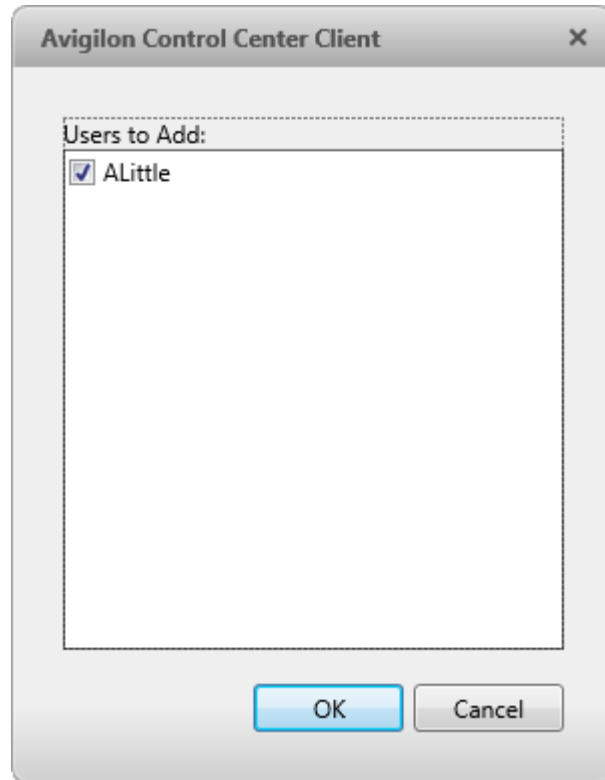 Avigilon Control Center Client
Users to Add:
ALittle
OK
Cancel